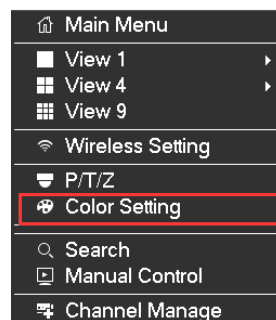 Main Menu
View 1
View 4
View 9
Wireless Setting
P/T/Z
Color Setting
Search
Manual Control
Channel Manage